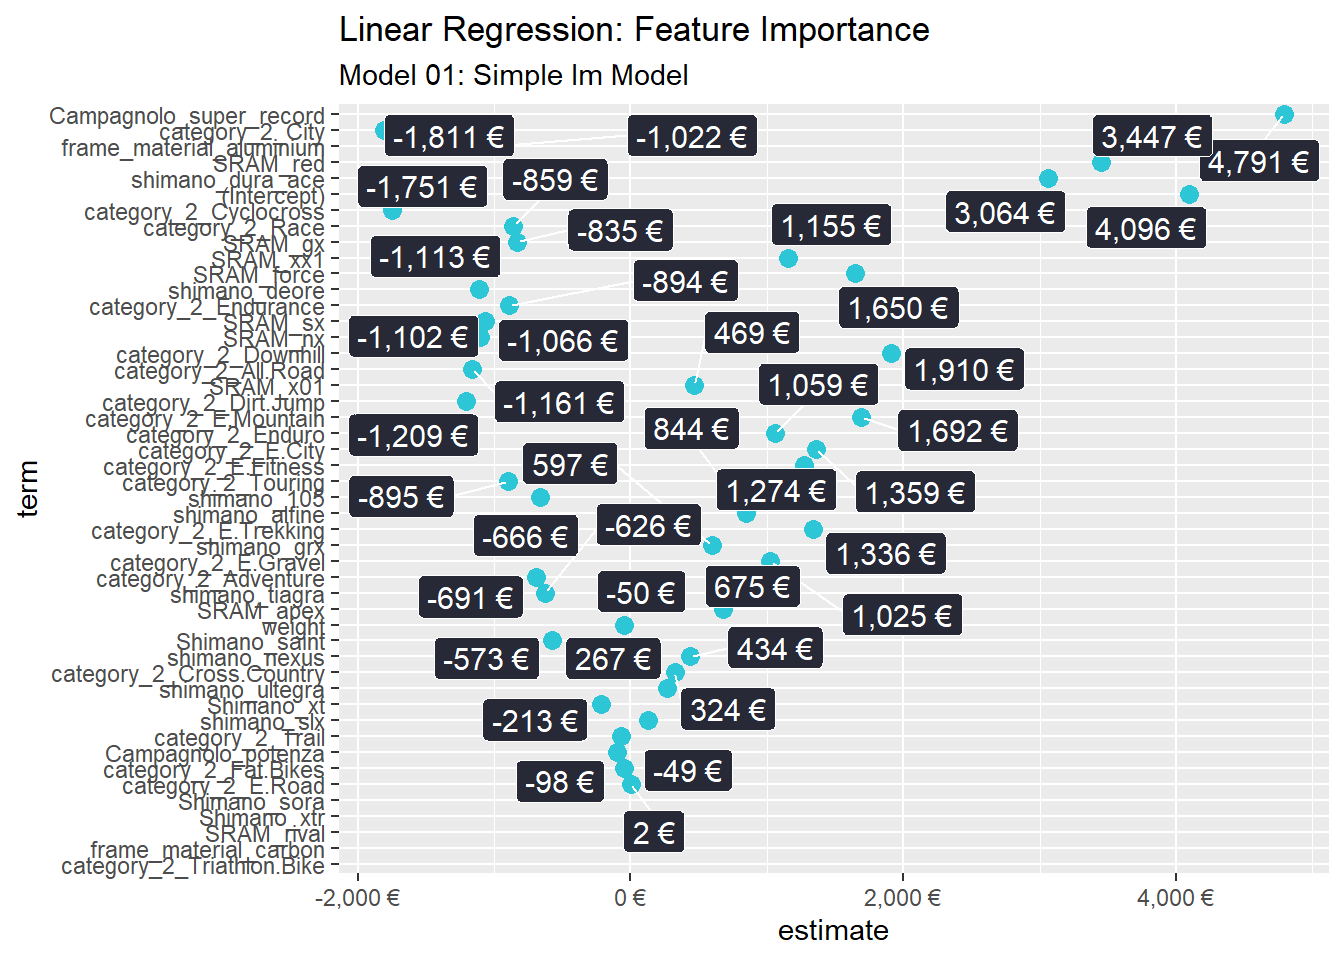 Linear Regression: Feature Importance
Model 01: Simple lm Model
term
Campagnolo_super_record
category_2_City
frame_material_aluminium
SRAM_red
shimano_dura_ace
(Intercept)
category_2_Cyclocross
category_2_Race
SRAM_gx
SRAM_xx1
SRAM_force
shimano_deore
category_2_Endurance
SRAM_sx
SRAM_nx
category_2_Downhill
category_2_All.Road
SRAM_x01
category_2_Dirt.Jump
category_2_E.Mountain
category_2_Enduro
category_2_E.City
category_2_E.Fitness
category_2_Touring
shimano_105
shimano_alfine
category_2_E.Trekking
shimano_grx
category_2_E.Gravel
category_2_Adventure
shimano_tiagra
SRAM_apex
weight
Shimano_saint
shimano_nexus
category_2_Cross.Country
shimano_ultegra
Shimano_xt
shimano_slx
category_2_Trail
Campagnolo_potenza
category_2_Fat.Bikes
category_2_E.Road
Shimano_sora
Shimano_xtr
SRAM_rival
frame_material_carbon
category_2_Triathlon.Bike
-1,811 €
-1,022 €
3,447 €
4,791 €
-1,751 €
-859 €
3,064 €
4,096 €
-835 €
1,155 €
-1,113 €
-894 €
1,650 €
-1,102 €
-1,066 €
469 €
1,910 €
1,059 €
-1,161 €
-1,209 €
844 €
1,692 €
597 €
-895 €
1,274 €
1,359 €
-666 €
-626 €
1,336 €
-691 €
-50 €
675 €
1,025 €
-573 €
267 €
434 €
-213 €
324 €
-98 €
-49 €
2 €
-2,000 €
0 €
2,000 €
4,000 €
estimate